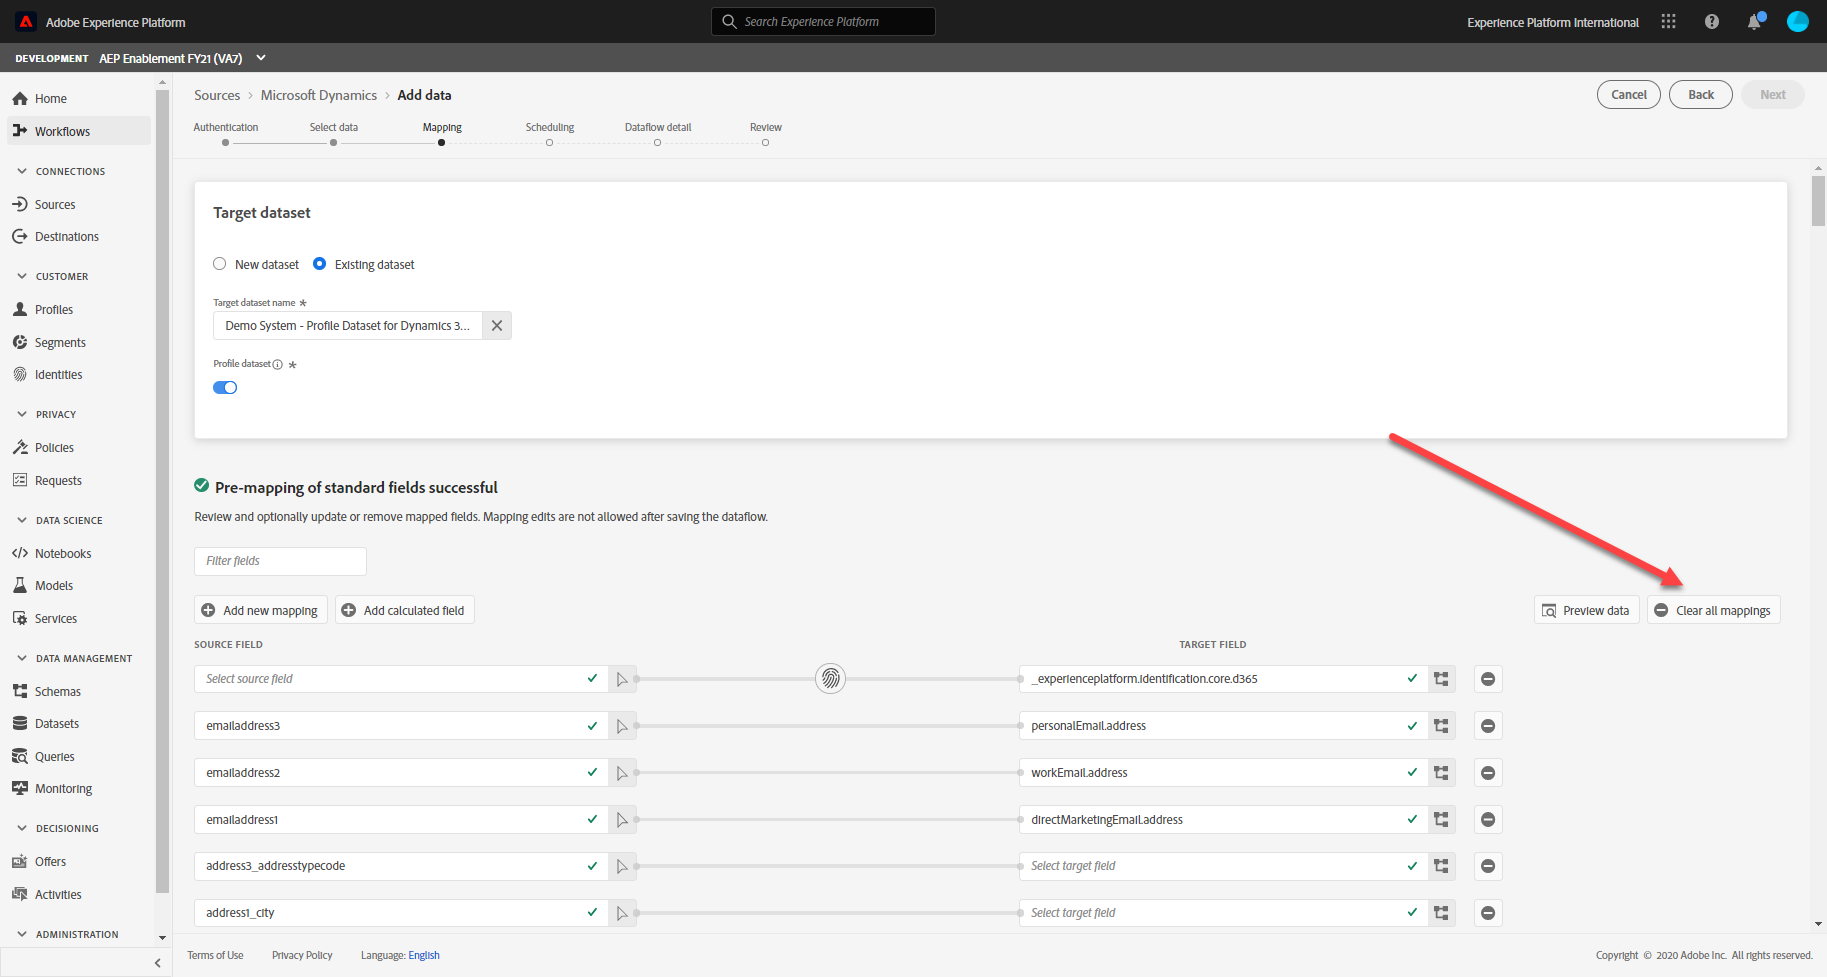 Adobe Experience Platform
Search Experience Platform
Experience Platform International
DEVELOPMENT AEP Enablement FY21 (VA7)
Home
Workflows
CONNECTIONS
Sources
Destinations
CUSTOMER
Profiles
Segments
Identities
PRIVACY
Policies
Requests
DATA SCIENCE
Notebooks
Models
Services
DATA MANAGEMENT
Schemas
Datasets
Queries
Monitoring
DECISIONING
Offers
Activities
ADMINISTRATION
Sources > Microsoft Dynamics > Add data
Cancel Back Next
Authentication Select data Mapping Scheduling Dataflow detail Review
Target dataset
New dataset Existing dataset
Target dataset name *
Demo System - Profile Dataset for Dynamics 3...
Profile dataset *
Pre-mapping of standard fields successful
Review and optionally update or remove mapped fields. Mapping edits are not allowed after saving the dataflow.
Filter fields
Add new mapping Add calculated field Preview data Clear all mappings
SOURCE FIELD TARGET FIELD
Select source field _experienceplatform.identification.core.d365
emailaddress3 personalEmail.address
emailaddress2 workEmail.address
emailaddress1 directMarketingEmail.address
address3_addresstypecode Select target field
address1_city Select target field
Terms of Use Privacy Policy Language: English Copyright © 2020 Adobe Inc. All rights reserved.